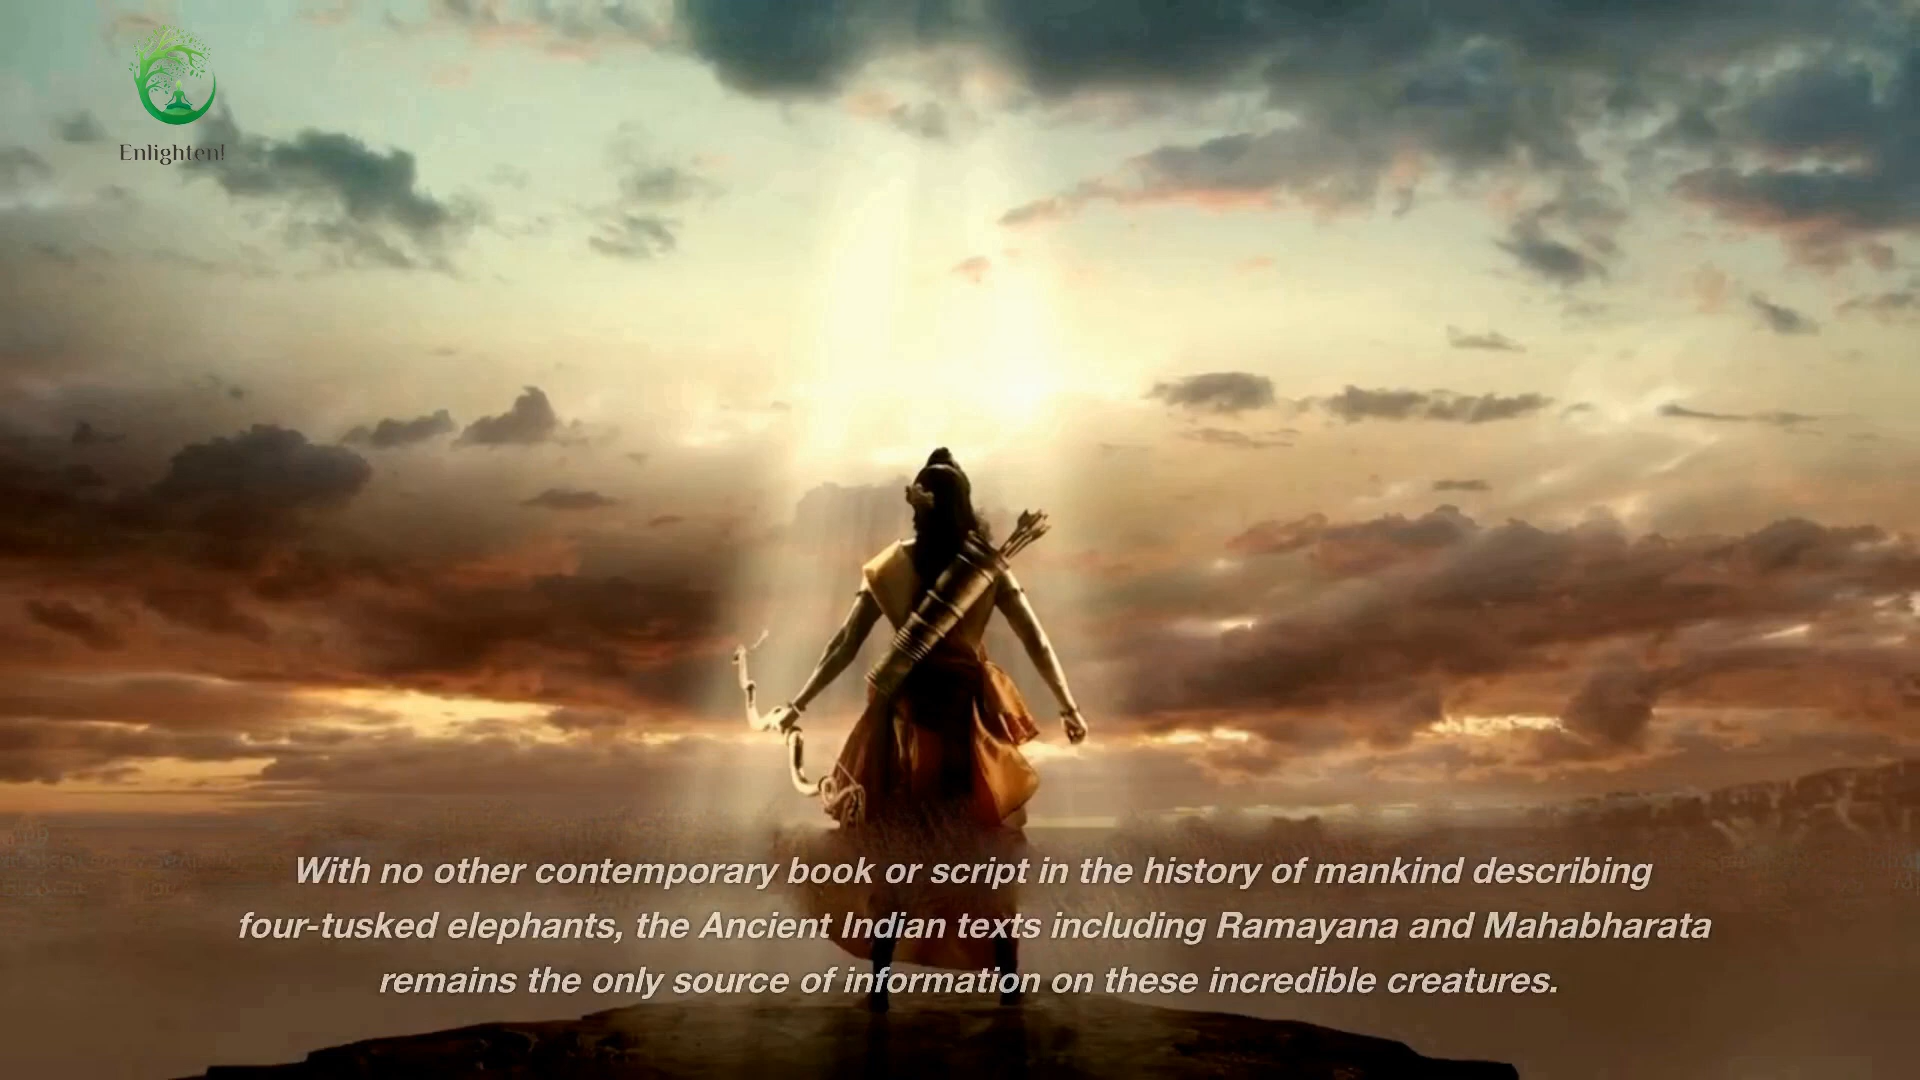 Enlighten!
With no other contemporary book or script in the history of mankind describing
four-tusked elephants, the Ancient Indian texts including Ramayana and Mahabharata
remains the only source of information on these incredible creatures.